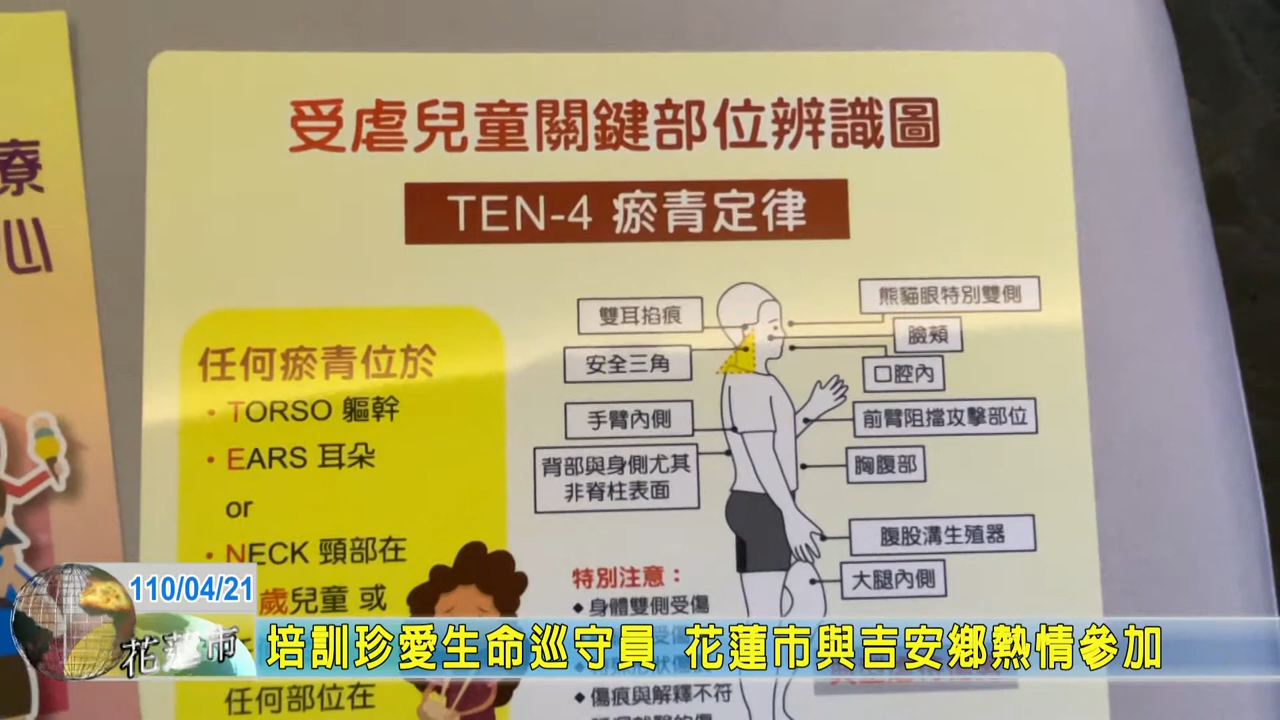 療
心
受虐兒童關鍵部位辨識圖
TEN-4 瘀青定律
任何瘀青位於
• TORSO 軀幹
• EARS 耳朵
or
• NECK 頸部在
歲兒童 或
任何部位在
雙耳掐痕
安全三角
手臂內側
背部與身側尤其
非脊柱表面
熊貓眼特別雙側
臉頰
口腔內
前臂阻擋攻擊部位
胸腹部
腹股溝生殖器
大腿內側
特別注意：
◆身體雙側受傷
◆傷痕與解釋不符
110/04/21
花蓮市
培訓珍愛生命巡守員 花蓮市與吉安鄉熱情參加